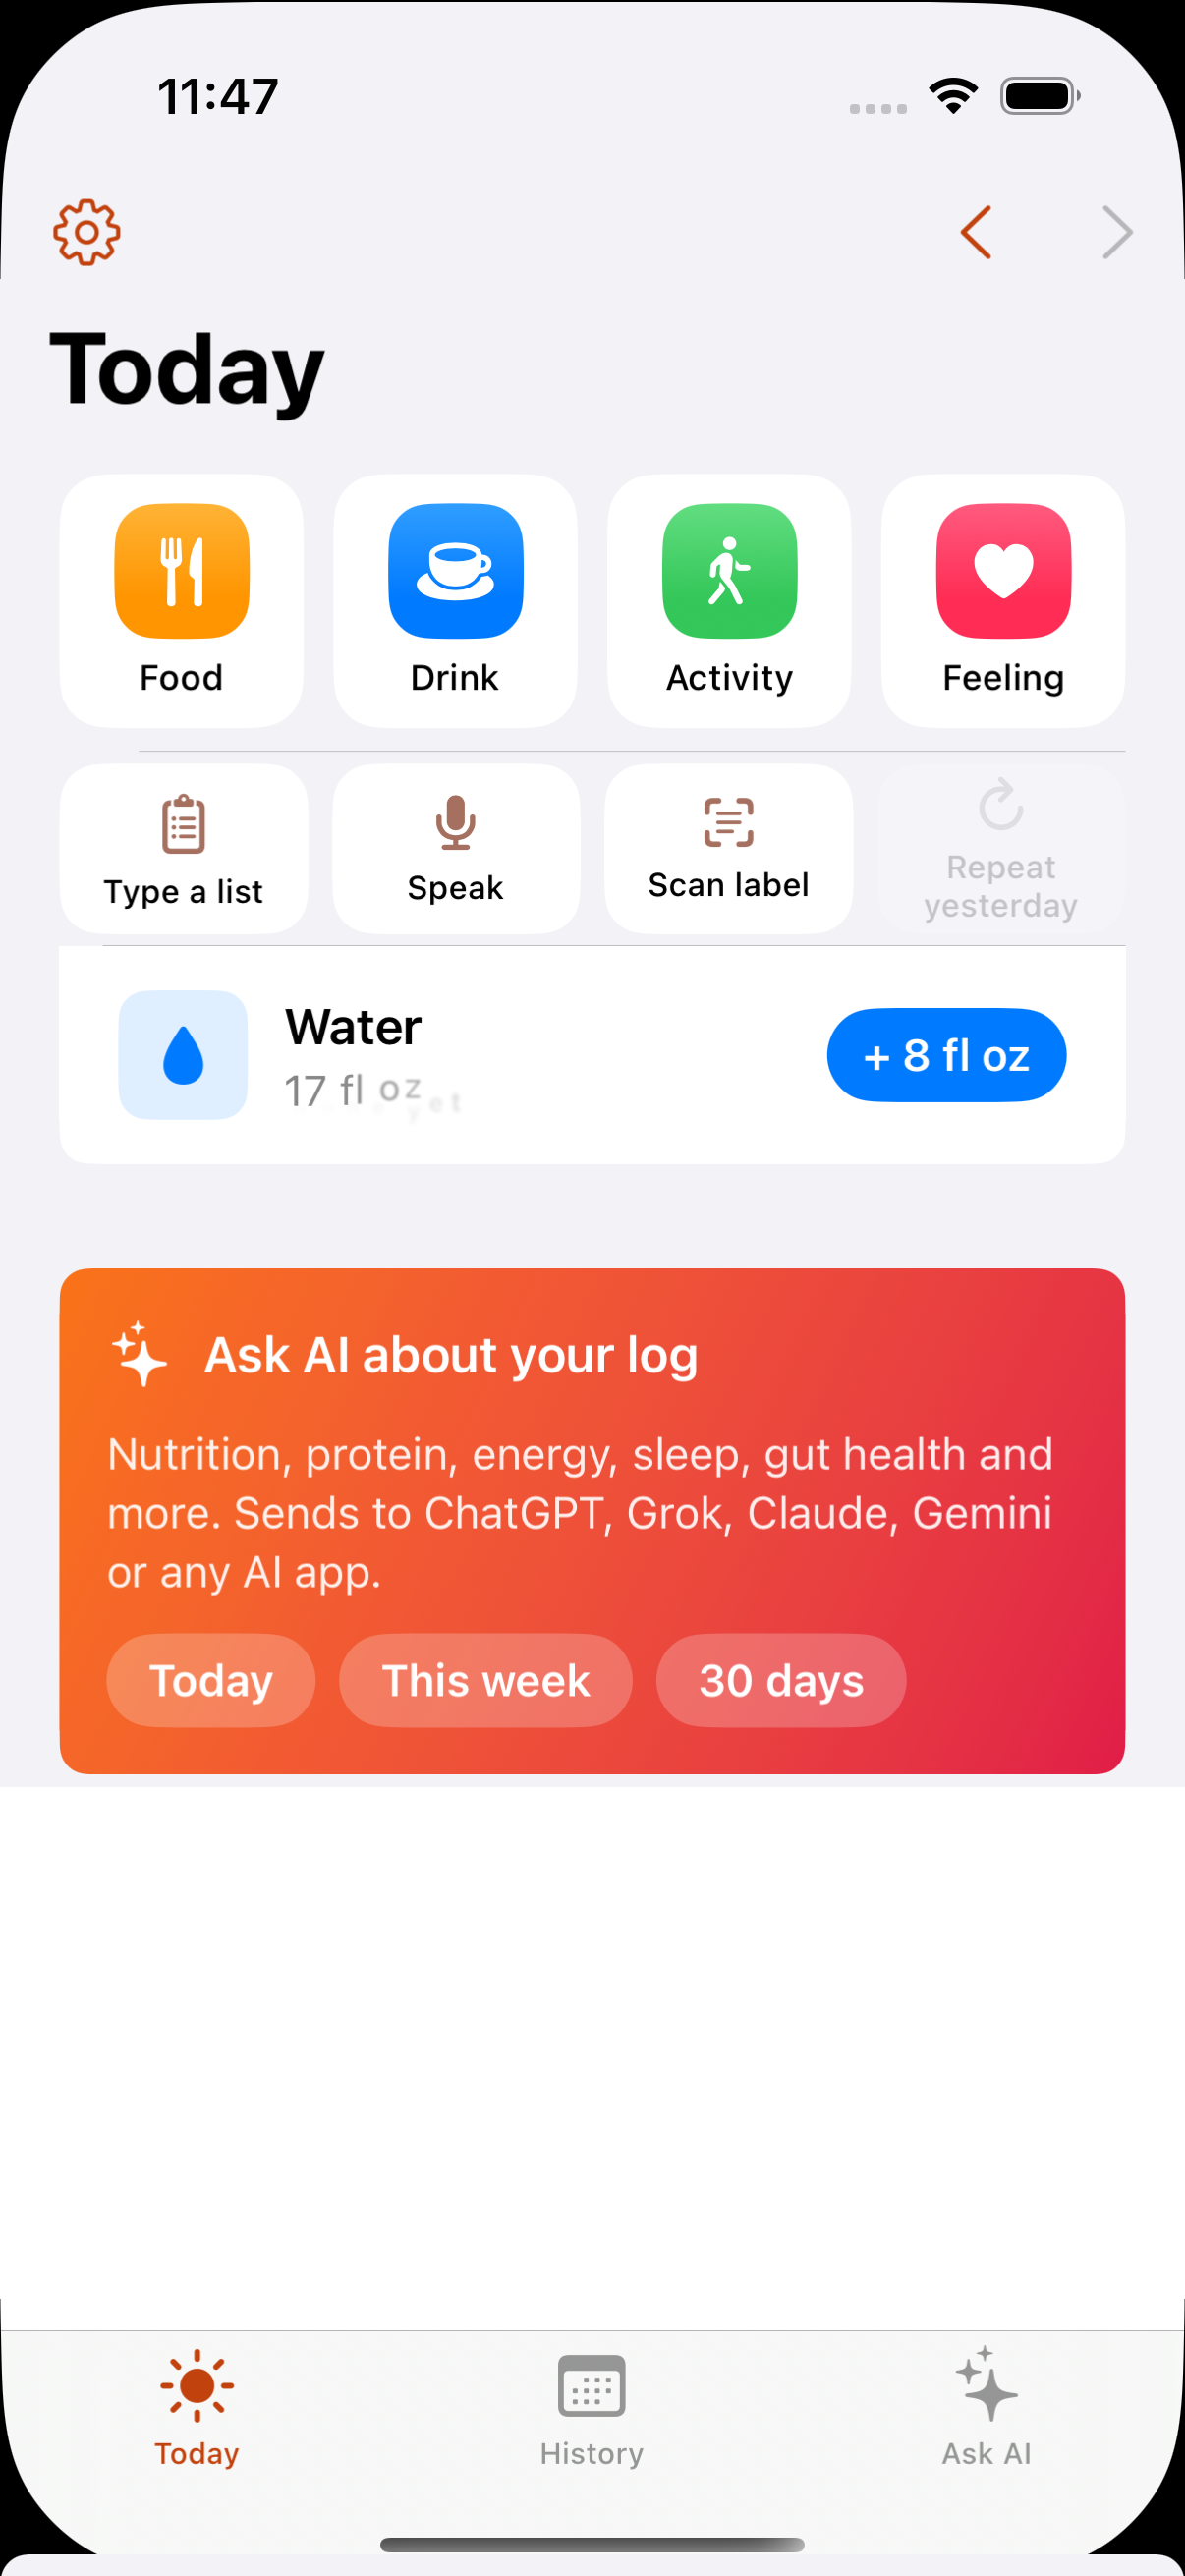 11:47
Today
Food
Drink
Activity
Feeling
Type a list
Speak
Scan label
Repeat
yesterday
Water
17 fl oz
+ 8 fl oz
Ask AI about your log
Nutrition, protein, energy, sleep, gut health and
more. Sends to ChatGPT, Grok, Claude, Gemini
or any AI app.
Today
This week
30 days
Today
History
Ask AI